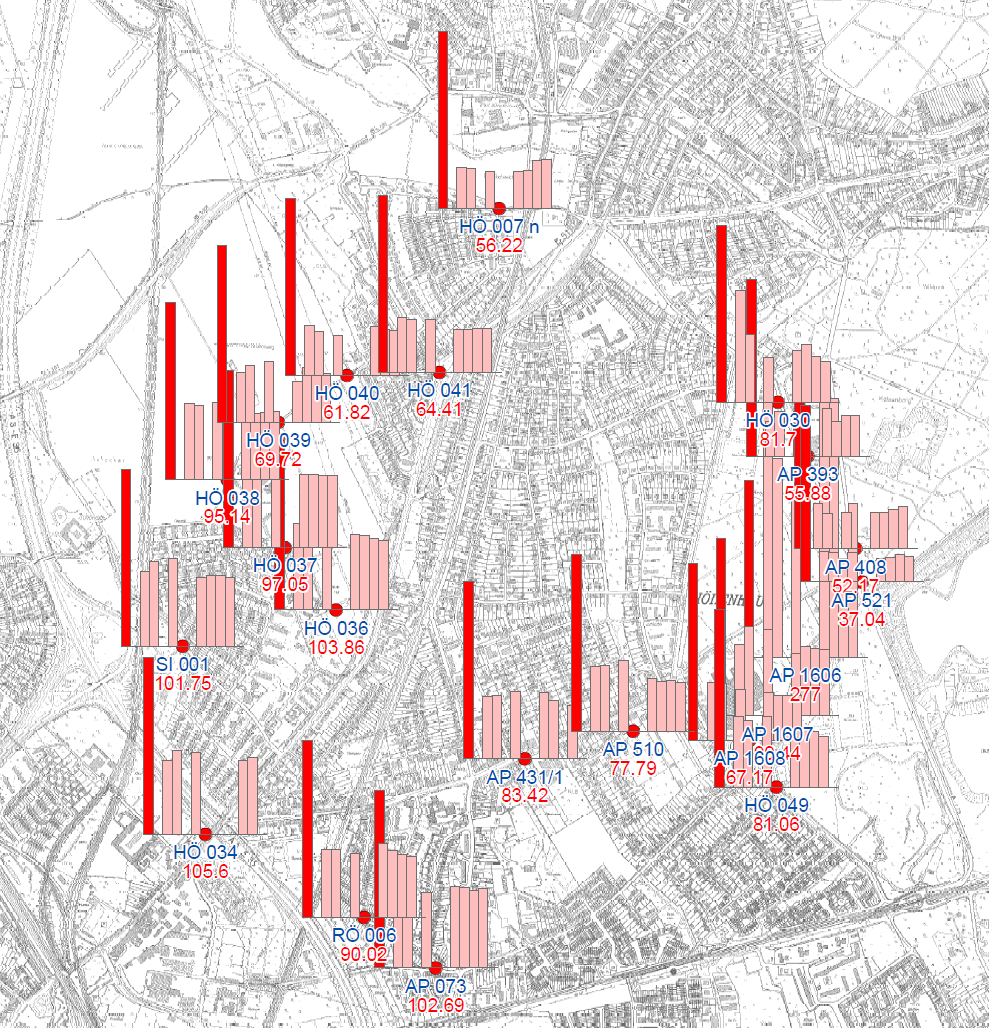 HÖ 007 n
56.22
HÖ 040
61.82
HÖ 041
64.41
HÖ 030
81.7
HÖ 039
69.72
AP 393
55.88
HÖ 038
95.14
HÖ 037
97.05
AP 408
52.17
AP 521
37.04
HÖ 036
103.86
SI 001
101.75
AP 1606
277
AP 1607
AP 510
77.79
AP 1608
67.17
AP 431/1
83.42
HÖ 049
81.06
HÖ 034
105.6
RÖ 006
90.02
AP 073
102.69